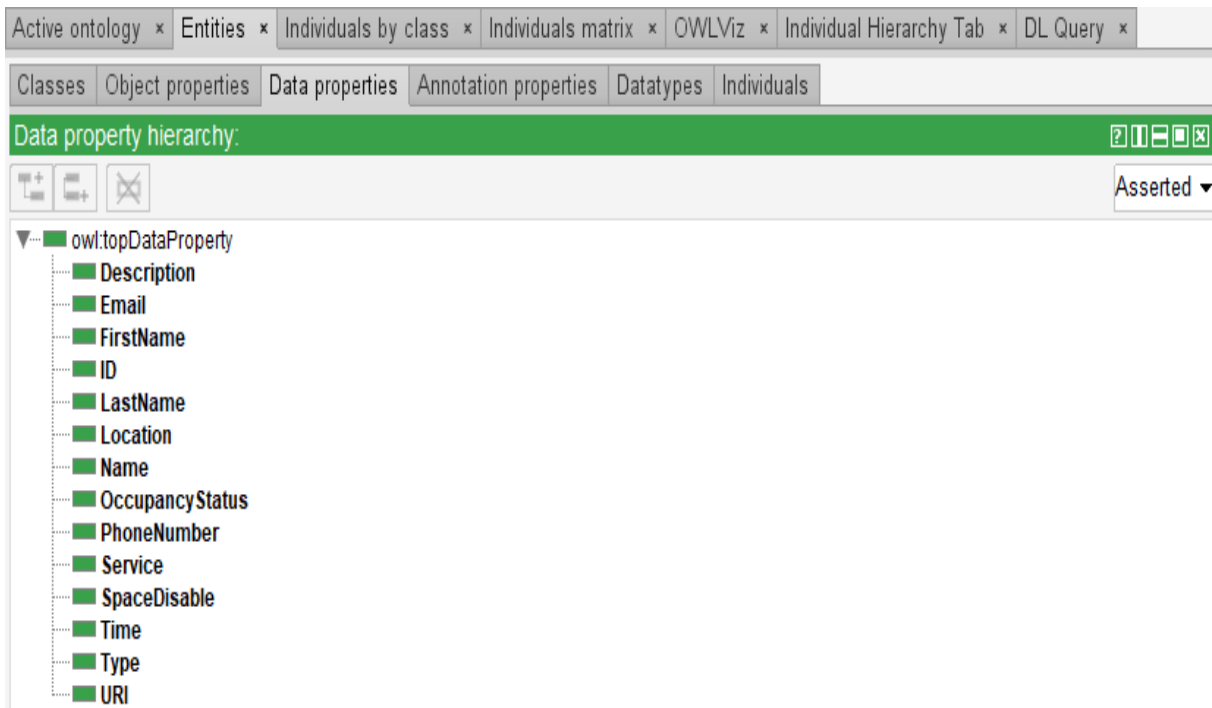 Active ontology × Entities × Individuals by class × Individuals matrix × OWLViz × Individual Hierarchy Tab × DL Query ×
Classes Object properties Data properties Annotation properties Datatypes Individuals
Data property hierarchy:
Asserted
owl:topDataProperty
Description
Email
FirstName
ID
LastName
Location
Name
OccupancyStatus
PhoneNumber
Service
SpaceDisable
Time
Type
URI